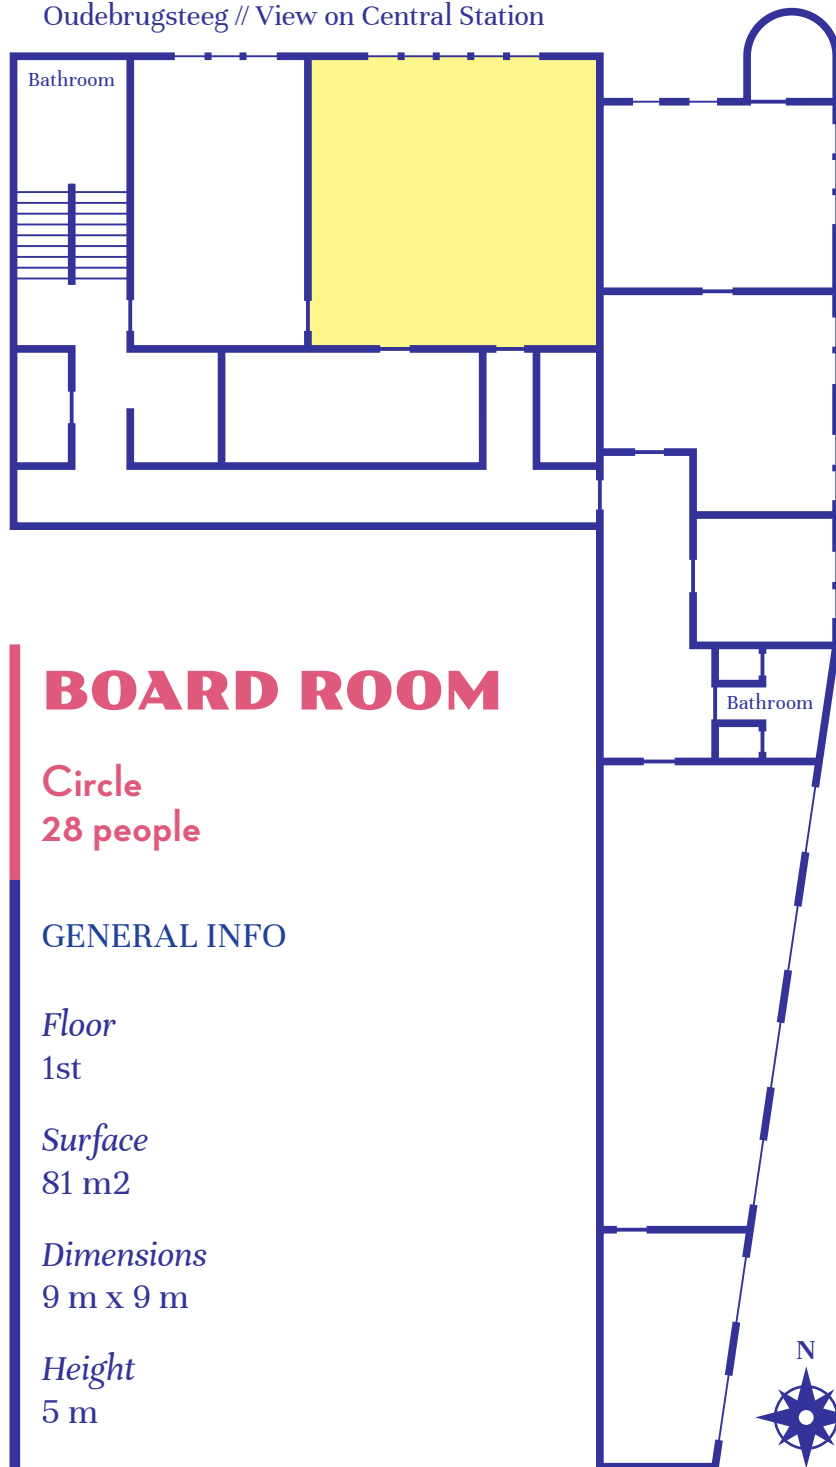 Oudebrugsteeg // View on Central Station
Bathroom
Bathroom
BOARD ROOM
Circle
28 people
GENERAL INFO
Floor
1st
Surface
81 m2
Dimensions
9 m x 9 m
Height
5 m
N